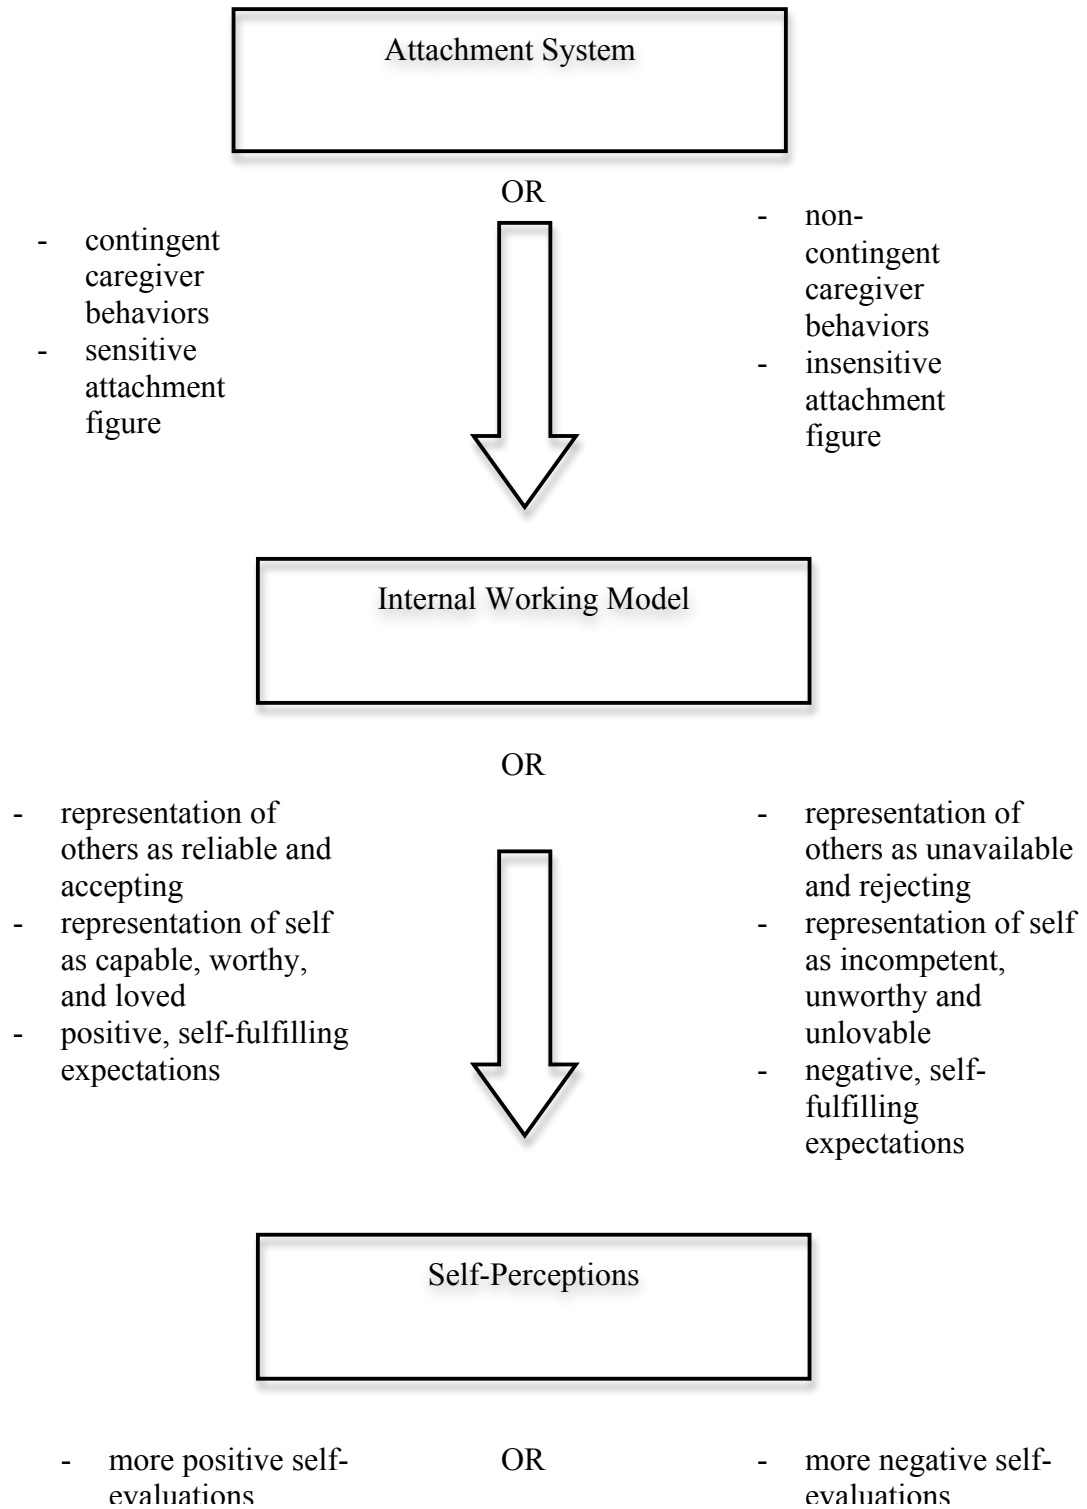 Attachment System
OR
- contingent
caregiver
behaviors
- sensitive
attachment
figure
- non-
contingent
caregiver
behaviors
- insensitive
attachment
figure
Internal Working Model
OR
- representation of
others as reliable and
accepting
- representation of self
as capable, worthy,
and loved
- positive, self-fulfilling
expectations
- representation of
others as unavailable
and rejecting
- representation of self
as incompetent,
unworthy and
unlovable
- negative, self-
fulfilling
expectations
Self-Perceptions
- more positive self-
evaluations
OR
- more negative self-
evaluations